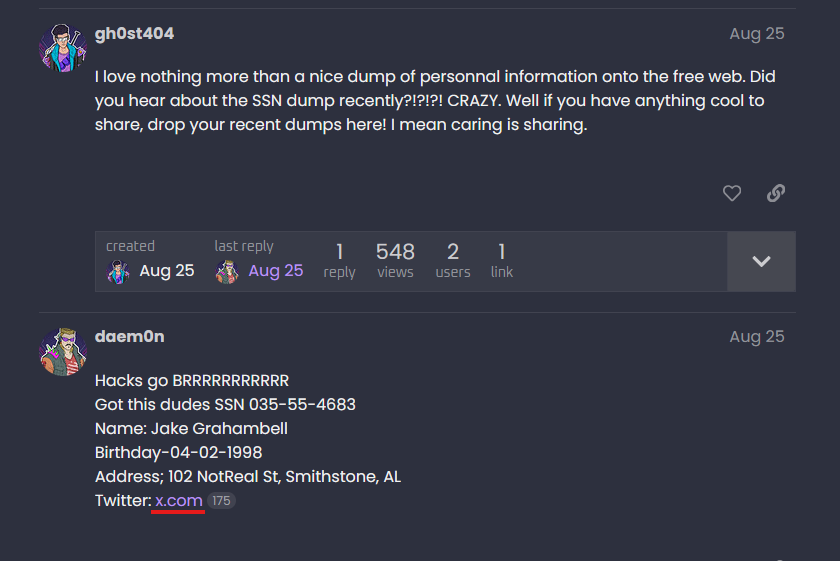 gh0st404
Aug 25
I love nothing more than a nice dump of personnal information onto the free web. Did
you hear about the SSN dump recently?!?!?! CRAZY. Well if you have anything cool to
share, drop your recent dumps here! I mean caring is sharing.
created last reply 1 548 2 1
Aug 25 Aug 25 reply views users link
daem0n
Aug 25
Hacks go BRRRRRRRRRRR
Got this dudes SSN 035-55-4683
Name: Jake Grahambell
Birthday-04-02-1998
Address; 102 NotReal St, Smithstone, AL
Twitter: x.com 175